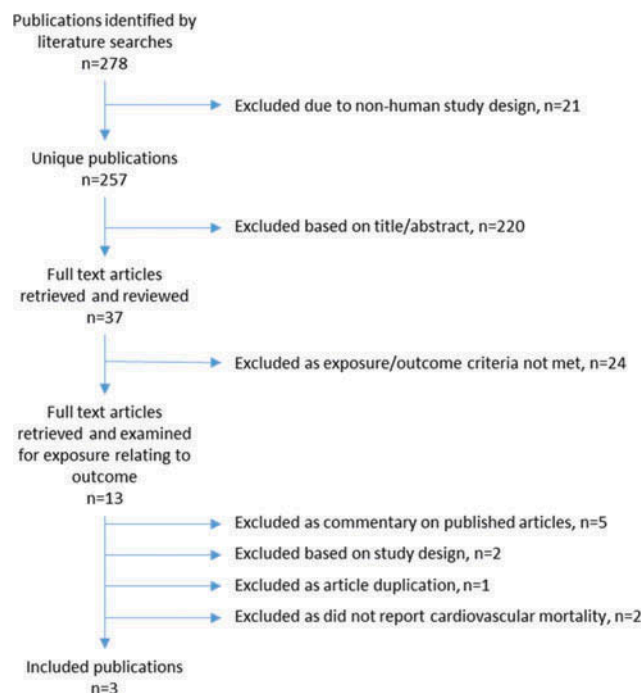 Publications identified by
literature searches
n=278
Excluded due to non-human study design, n=21
Unique publications
n=257
Excluded based on title/abstract, n=220
Full text articles
retrieved and reviewed
n=37
Excluded as exposure/outcome criteria not met, n=24
Full text articles
retrieved and examined
for exposure relating to
outcome
n=13
Excluded as commentary on published articles, n=5
Excluded based on study design, n=2
Excluded as article duplication, n=1
Excluded as did not report cardiovascular mortality, n=2
Included publications
n=3